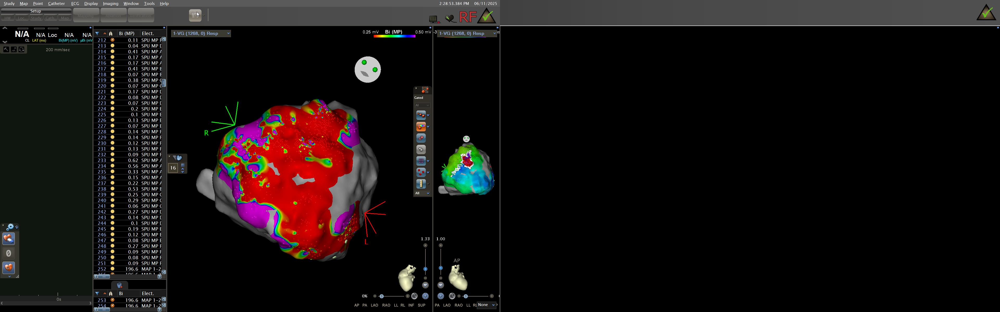 Study Map Point Catheter ECG Display Imaging Window Tools Help
2:28:53.384 PM 06/11/2025
Setup
HW Loc. Study Cath. Map
Mapping Ablation Verification
RF
N/A N/A Loc N/A N/A
CL LAT (ms) Bi(MP) (mV) µBi (mV
200 mm/sec
0s
Bi (MP) Elect.
212 0.11 SPU MP F
213 0.04 SPU MP D
214 0.41 SPU MP A
215 0.17 SPU MP A
216 0.17 SPU MP A
217 0.41 SPU MP B
218 0.07 SPU MP B
219 0.38 SPU MP C
220 0.07 SPU MP C
221 0.17 SPU MP D
222 0.08 SPU MP D
223 0.07 SPU MP D
224 0.2 SPU MP E
225 0.1 SPU MP E
226 0.13 SPU MP E
227 0.07 SPU MP E
228 0.14 SPU MP F
229 0.14 SPU MP F
230 0.12 SPU MP F
231 0.13 SPU MP F
232 0.09 SPU MP F
233 0.62 SPU MP A
234 0.56 SPU MP A
235 0.33 SPU MP A
236 0.15 SPU MP A
237 0.22 SPU MP A
238 0.53 SPU MP B
239 0.25 SPU MP C
240 0.29 SPU MP C
241 0.06 SPU MP C
242 0.27 SPU MP D
243 0.14 SPU MP D
244 0.1 SPU MP D
245 0.19 SPU MP E
246 0.12 SPU MP E
247 0.08 SPU MP E
248 0.27 SPU MP F
249 0.09 SPU MP F
250 0.08 SPU MP F
251 0.09 SPU MP F
252 196.6 MAP 1-2
255 196.6 MAP 1-2
Bi Elect.
253 196.6 MAP 1-2
254 196.6 MAP 1-2
1-VG (1268, 0) Resp
0.25 mV Bi (MP) 0.50 mV
R
L
16
Gated
All
1.33
0%
AP PA LAO RAO LL RL INF SUP
-3
1-VG (1268, 0) Resp
1.00
AP
PA LAO RAO LL RL
None